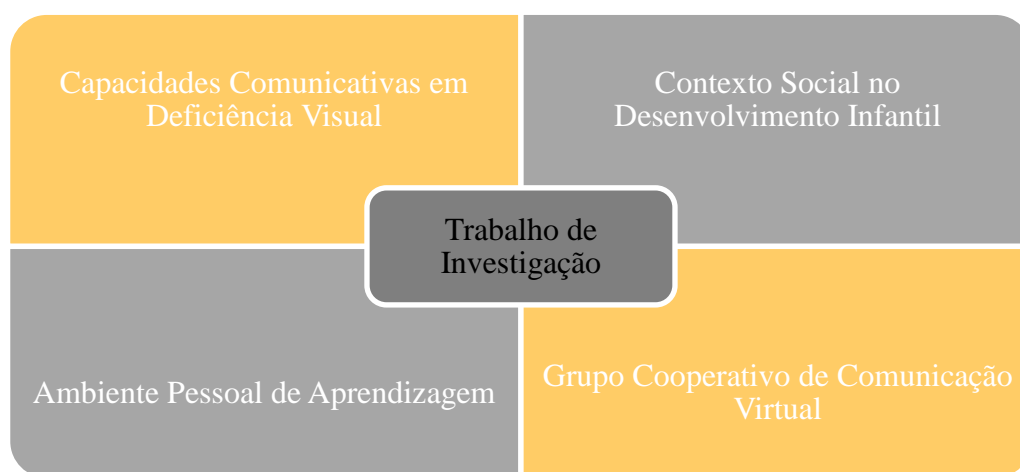 Capacidades Comunicativas em
Deficiência Visual
Contexto Social no
Desenvolvimento Infantil
Trabalho de
Investigação
Ambiente Pessoal de Aprendizagem
Grupo Cooperativo de Comunicação
Virtual